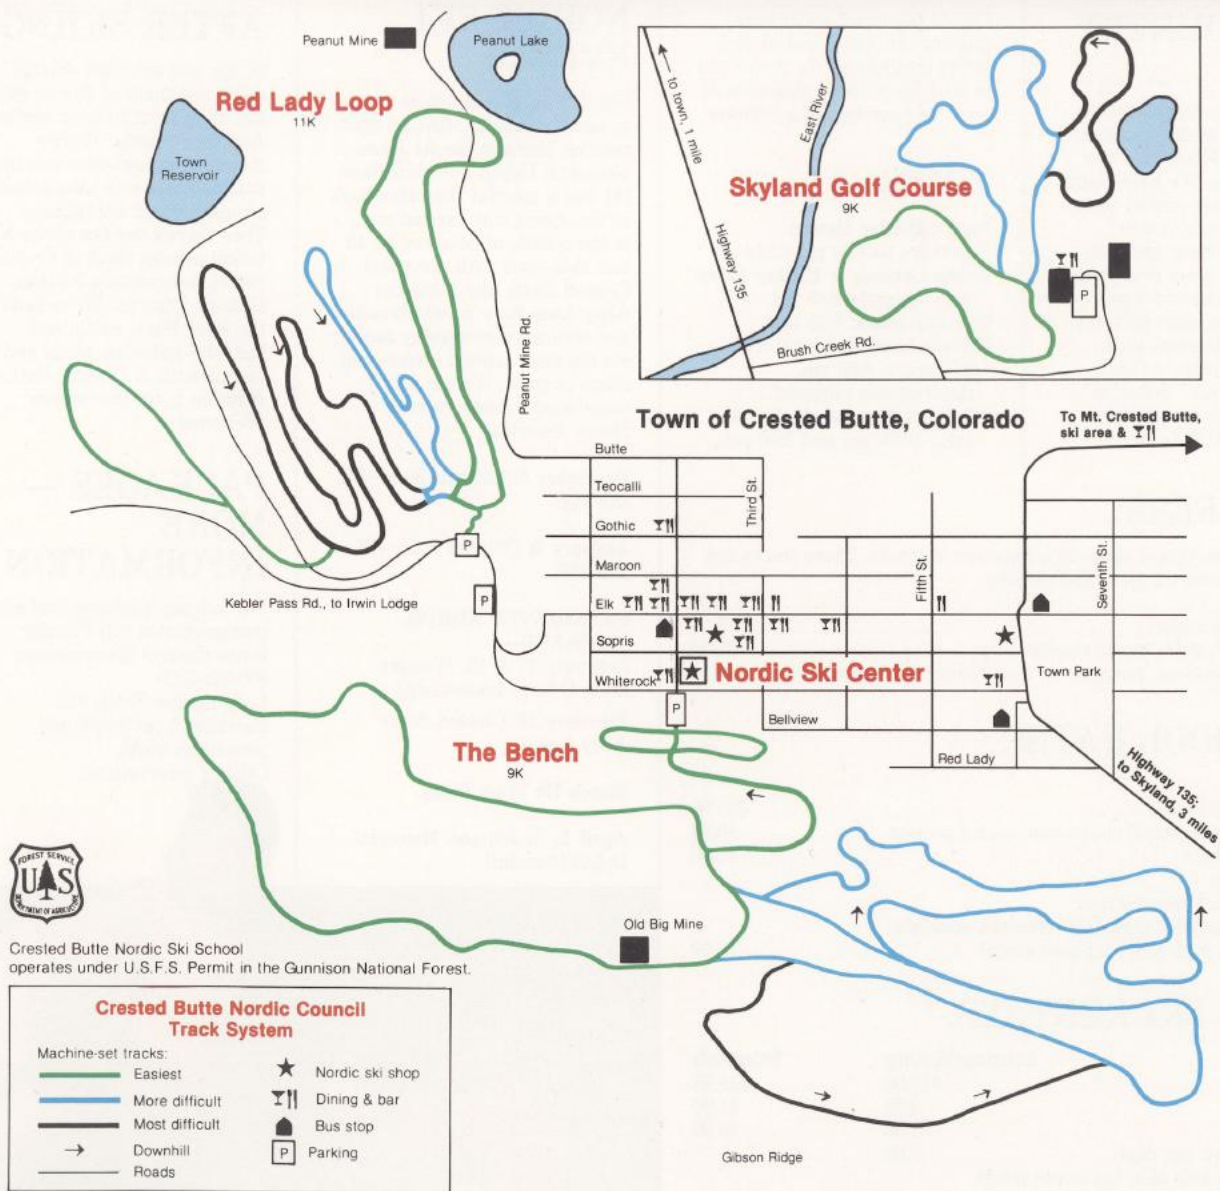 Peanut Mine
Peanut Lake
Red Lady Loop
11K
Town
Reservoir
Peanut Mine Rd.
Kebler Pass Rd., to Irwin Lodge
P
P
to town, 1 mile
East River
Highway 135
Skyland Golf Course
9K
P
Brush Creek Rd.
Town of Crested Butte, Colorado
To Mt. Crested Butte,
ski area &
Butte
Teocalli
Gothic
Maroon
Elk
Sopris
Whiterock
Third St.
Fifth St.
Seventh St.
Town Park
Nordic Ski Center
P
Bellview
Red Lady
Highway 135;
to Skyland, 3 miles
The Bench
9K
Old Big Mine
Gibson Ridge
FOREST SERVICE
U S
DEPARTMENT OF AGRICULTURE
Crested Butte Nordic Ski School
operates under U.S.F.S. Permit in the Gunnison National Forest.
Crested Butte Nordic Council
Track System
Machine-set tracks:
Easiest
More difficult
Most difficult
Downhill
Roads
Nordic ski shop
Dining & bar
Bus stop
P Parking